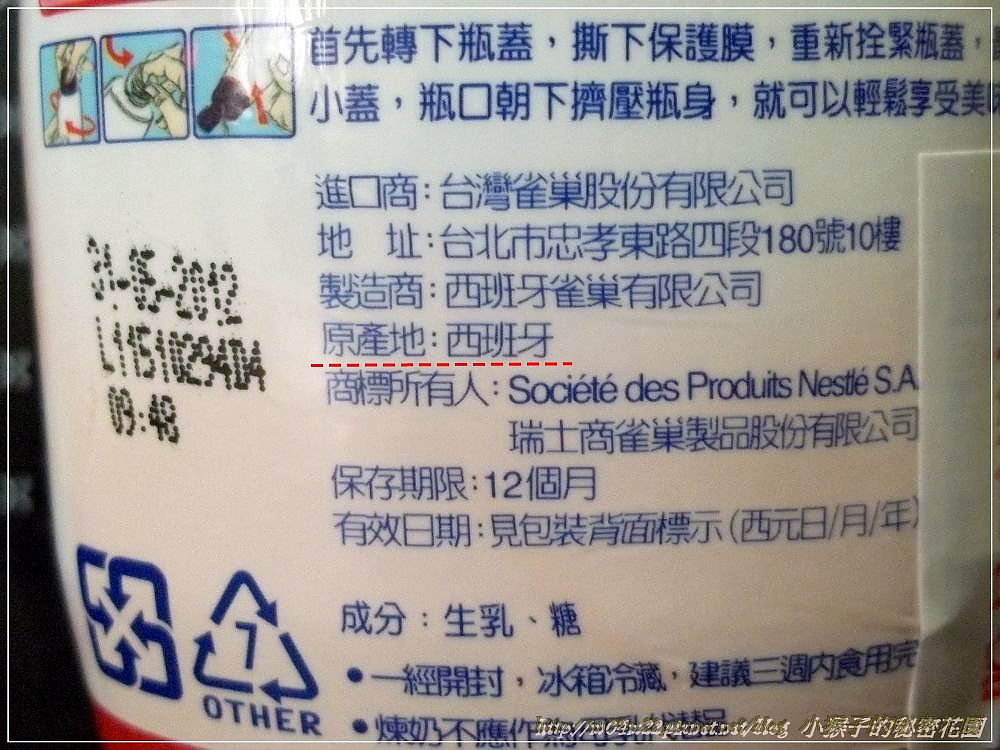 首先轉下瓶蓋，撕下保護膜，重新拴緊瓶蓋，
小蓋，瓶口朝下擠壓瓶身，就可以輕鬆享受美
進口商：台灣雀巢股份有限公司
地　址：台北市忠孝東路四段180號10樓
製造商：西班牙雀巢有限公司
原產地：西班牙
商標所有人：Société des Produits Nestlé S.A.
瑞士商雀巢製品股份有限公司
保存期限：12個月
有效日期：見包裝背面標示(西元日/月/年)
31-05-2012
L11510294DA
09:48
成分：生乳、糖
•一經開封，冰箱冷藏，建議三週內食用完
•煉奶不應作為
7
OTHER
小猴子的秘密花園